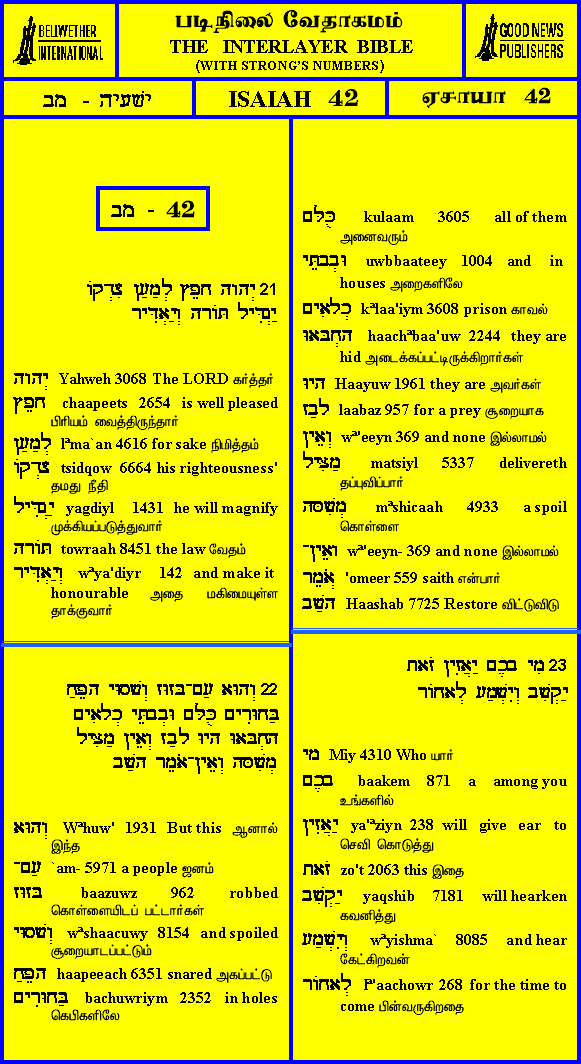 BELLWETHER
INTERNATIONAL
படிநிலை வேதாகமம்
THE INTERLAYER BIBLE
(WITH STRONG'S NUMBERS)
GOOD NEWS
PUBLISHERS
ישעיה - מב
ISAIAH 42
ஏசாயா 42
מב - 42
21 יְהוָה חָפֵץ לְמַעַן צִדְקוֹ
יַגְדִּיל תּוֹרָה וְיַאְדִּיר
יְהוָה Yahweh 3068 The LORD கர்த்தர்
חָפֵץ chaapeets 2654 is well pleased
பிரியம் வைத்திருந்தார்
לְמַעַן lªma`an 4616 for sake நிமித்தம்
צִדְקוֹ tsidqow 6664 his righteousness'
தமது நீதி
יַגְדִּיל yagdiyl 1431 he will magnify
முக்கியப்படுத்துவார்
תּוֹרָה towraah 8451 the law வேதம்
וְיַאְדִּיר wªya'diyr 142 and make it
honourable அதை மகிமையுள்ள
தாக்குவார்
22 וְהוּא עַם־בָּזוּז וְשָׁסוּי הָפֵחַ
בַּחוּרִים כֻּלָּם וּבְבָתֵּי כְלָאִים
הָחְבָּאוּ הָיוּ לָבַז וְאֵין מַצִּיל
מְשִׁסָּה וְאֵין־אֹמֵר הָשַׁב
וְהוּא Wªhuw' 1931 But this ஆனால்
இந்த
עַם־ `am- 5971 a people ஜனம்
בָּזוּז baazuwz 962 robbed
கொள்ளையிடப் பட்டார்கள்
וְשָׁסוּי wªshaacuwy 8154 and spoiled
சூறையாடப்பட்டும்
הָפֵחַ haapeeach 6351 snared அகப்பட்டு
בַּחוּרִים bachuwriym 2352 in holes
கெபிகளிலே
כֻּלָּם kulaam 3605 all of them
அனைவரும்
וּבְבָתֵּי uwbbaateey 1004 and in
houses அறைகளிலே
כְלָאִים kªlaa'iym 3608 prison காவல்
הָחְבָּאוּ haachªbaa'uw 2244 they are
hid அடைக்கப்பட்டிருக்கிறார்கள்
הָיוּ Haayuw 1961 they are அவர்கள்
לָבַז laabaz 957 for a prey சூறையாக
וְאֵין wª'eeyn 369 and none இல்லாமல்
מַצִּיל matsiyl 5337 delivereth
தப்புவிப்பார்
מְשִׁסָּה mªshicaah 4933 a spoil
கொள்ளை
וְאֵין־ wª'eeyn- 369 and none இல்லாமல்
אֹמֵר 'omeer 559 saith என்பார்
הָשַׁב Haashab 7725 Restore விட்டுவிடு
23 מִי בָכֶם יַאֲזִין זֹאת
יַקְשִׁב וְיִשְׁמַע לְאָחוֹר
מִי Miy 4310 Who யார்
בָכֶם baakem 871 a among you
உங்களில்
יַאֲזִין ya'ªziyn 238 will give ear to
செவி கொடுத்து
זֹאת zo't 2063 this இதை
יַקְשִׁב yaqshib 7181 will hearken
கவனித்து
וְיִשְׁמַע wªyishma` 8085 and hear
கேட்கிறவன்
לְאָחוֹר lª'aachowr 268 for the time to
come பின்வருகிறதை